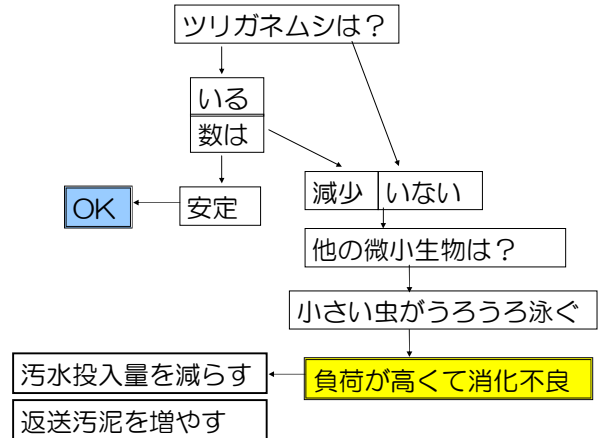 ツリガネムシは？
いる
数は
減少 いない
OK
安定
他の微小生物は？
小さい虫がうろうろ泳ぐ
汚水投入量を減らす
負荷が高くて消化不良
返送汚泥を増やす